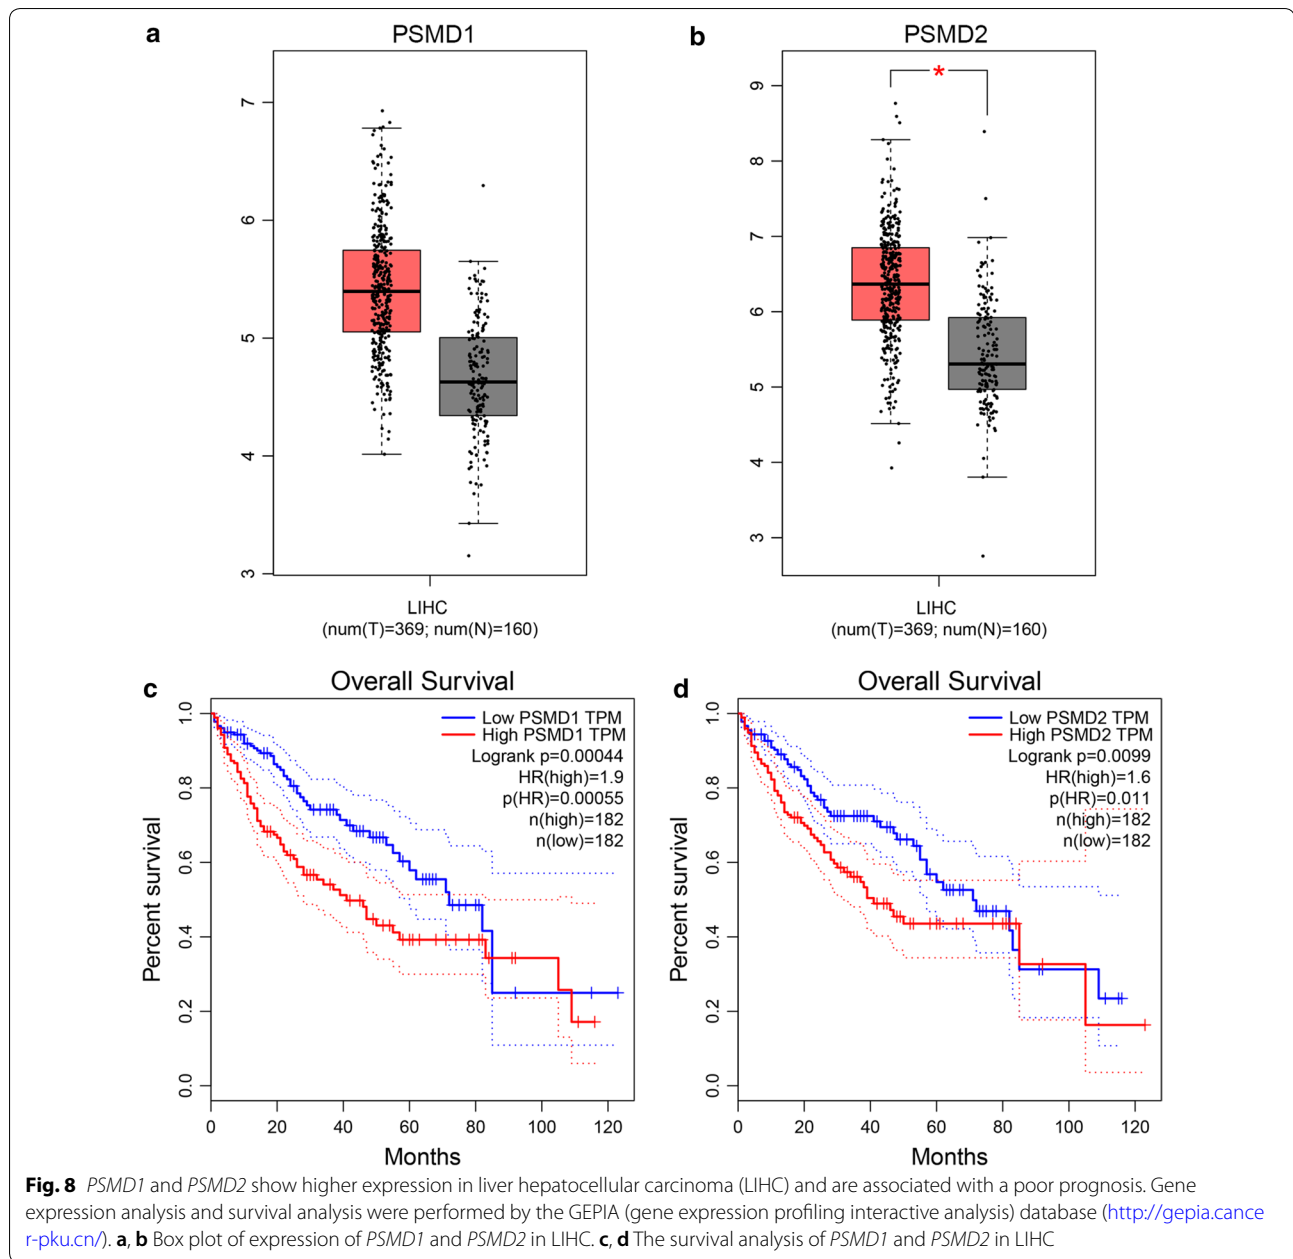 a
PSMD1
7
6
5
4
3
LIHC
(num(T)=369; num(N)=160)
b
PSMD2
*
9
8
7
6
5
4
3
LIHC
(num(T)=369; num(N)=160)
c
Overall Survival
Low PSMD1 TPM
High PSMD1 TPM
Logrank p=0.00044
HR(high)=1.9
p(HR)=0.00055
n(high)=182
n(low)=182
Percent survival
1.0
0.8
0.6
0.4
0.2
0.0
0 20 40 60 80 100 120
Months
d
Overall Survival
Low PSMD2 TPM
High PSMD2 TPM
Logrank p=0.0099
HR(high)=1.6
p(HR)=0.011
n(high)=182
n(low)=182
Percent survival
1.0
0.8
0.6
0.4
0.2
0.0
0 20 40 60 80 100 120
Months
Fig. 8 PSMD1 and PSMD2 show higher expression in liver hepatocellular carcinoma (LIHC) and are associated with a poor prognosis. Gene
expression analysis and survival analysis were performed by the GEPIA (gene expression profiling interactive analysis) database (http://gepia.cance
r-pku.cn/). a, b Box plot of expression of PSMD1 and PSMD2 in LIHC. c, d The survival analysis of PSMD1 and PSMD2 in LIHC